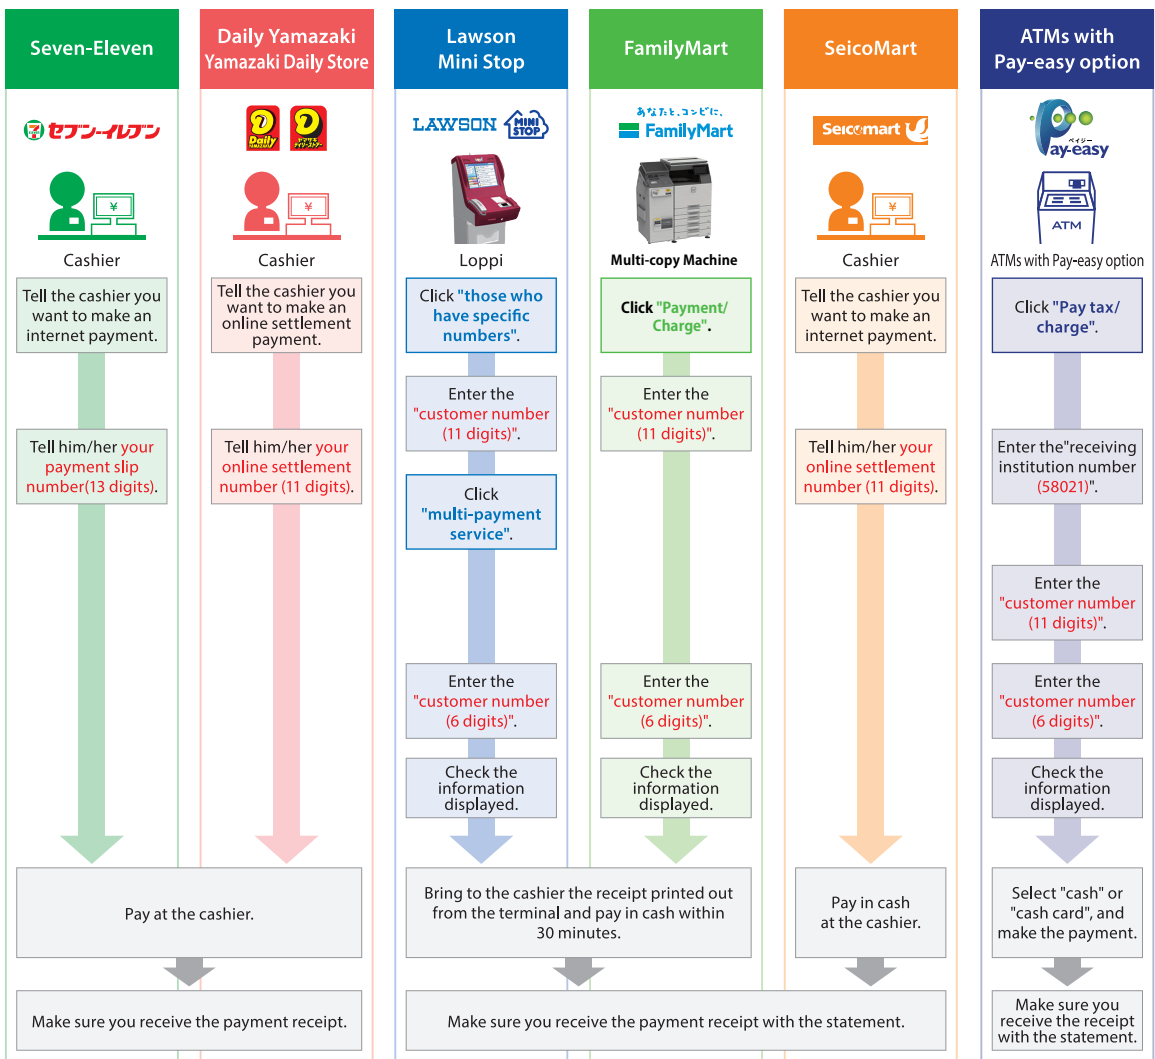 Seven-Eleven
セブン-イレブン
¥
Cashier
Tell the cashier you
want to make an
internet payment.
Tell him/her your
payment slip
number(13 digits).
Daily Yamazaki
Yamazaki Daily Store
Daily
YAMAZAKI
ヤマザキ
デイリーストアー
¥
Cashier
Tell the cashier you
want to make an
online settlement
payment.
Tell him/her your
online settlement
number (11 digits).
Pay at the cashier.
Make sure you receive the payment receipt.
Lawson
Mini Stop
LAWSON
MINI
STOP
Loppi
Click "those who
have specific
numbers".
Enter the
"customer number
(11 digits)".
Click
"multi-payment
service".
Enter the
"customer number
(6 digits)".
Check the
information
displayed.
FamilyMart
あなたと、コンビに、
FamilyMart
Multi-copy Machine
Click "Payment/
Charge".
Enter the
"customer number
(11 digits)".
Enter the
"customer number
(6 digits)".
Check the
information
displayed.
Bring to the cashier the receipt printed out
from the terminal and pay in cash within
30 minutes.
SeicoMart
Seicomart
¥
Cashier
Tell the cashier you
want to make an
internet payment.
Tell him/her your
online settlement
number (11 digits).
Pay in cash
at the cashier.
Make sure you receive the payment receipt with the statement.
ATMs with
Pay-easy option
ペイジー
Pay-easy
ATM
ATMs with Pay-easy option
Click "Pay tax/
charge".
Enter the"receiving
institution number
(58021)".
Enter the
"customer number
(11 digits)".
Enter the
"customer number
(6 digits)".
Check the
information
displayed.
Select "cash" or
"cash card", and
make the payment.
Make sure you
receive the receipt
with the statement.